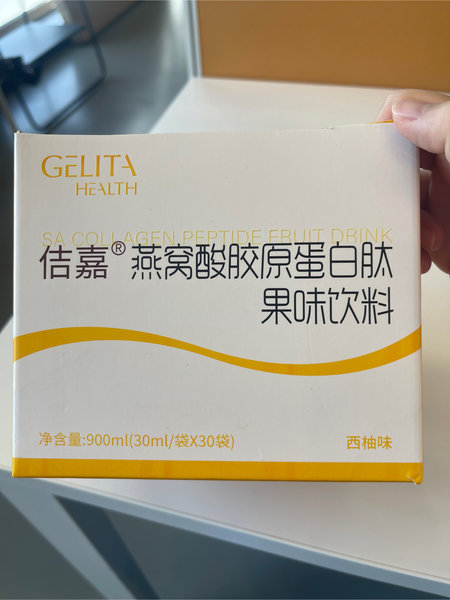 GELITA
HEALTH
SA COLLAGEN PEPTIDE FRUIT DRINK
佶嘉® 燕窝酸胶原蛋白肽
果味饮料
净含量:900ml(30ml/袋X30袋)
西柚味